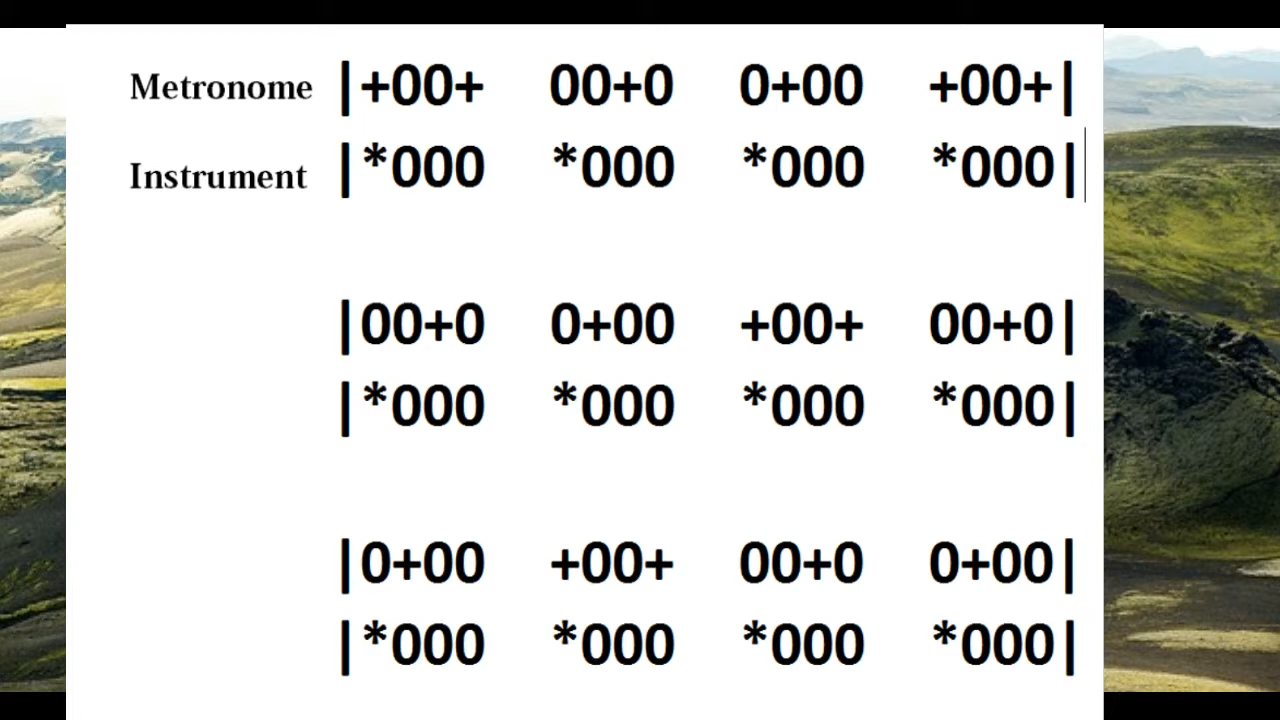 Metronome |+00+ 00+0 0+00 +00+|
Instrument |*000 *000 *000 *000|
|00+0 0+00 +00+ 00+0|
|*000 *000 *000 *000|
|0+00 +00+ 00+0 0+00|
|*000 *000 *000 *000|